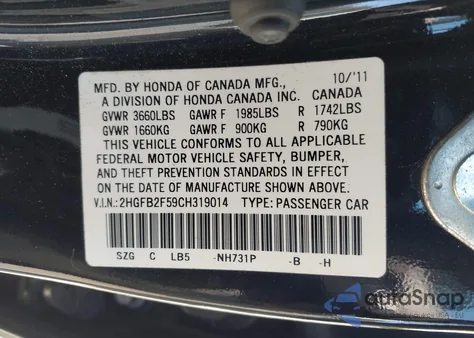 MFD. BY HONDA OF CANADA MFG., 10/'11
A DIVISION OF HONDA CANADA INC. CANADA
GVWR 3660LBS GAWR F 1985LBS R 1742LBS
GVWR 1660KG GAWR F 900KG R 790KG
THIS VEHICLE CONFORMS TO ALL APPLICABLE
FEDERAL MOTOR VEHICLE SAFETY, BUMPER,
AND THEFT PREVENTION STANDARDS IN EFFECT
ON THE DATE OF MANUFACTURE SHOWN ABOVE.
V.I.N.: 2HGFB2F59CH319014 TYPE: PASSENGER CAR
SZG C LB5 -NH731P -B -H
autoSnap